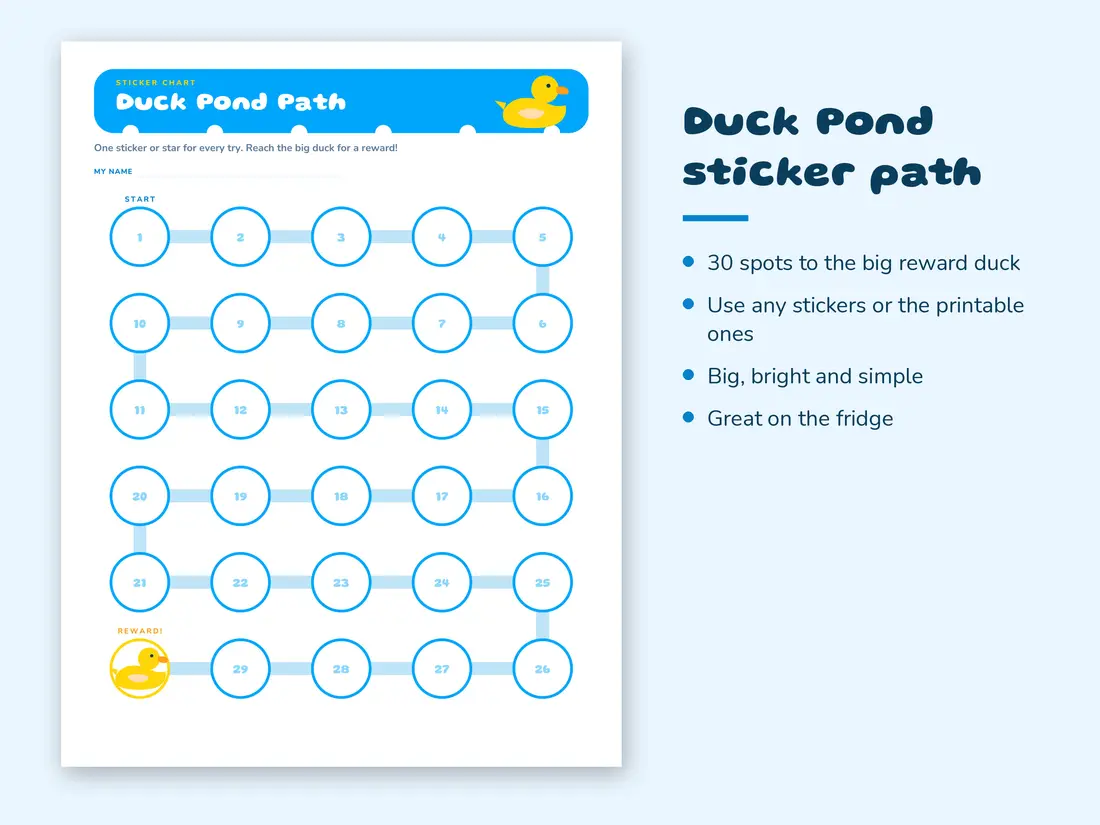 STICKER CHART
Duck Pond Path
One sticker or star for every try. Reach the big duck for a reward!
MY NAME
START
1 2 3 4 5
10 9 8 7 6
11 12 13 14 15
20 19 18 17 16
21 22 23 24 25
REWARD!
29 28 27 26
Duck Pond
sticker path
30 spots to the big reward duck
Use any stickers or the printable
ones
Big, bright and simple
Great on the fridge